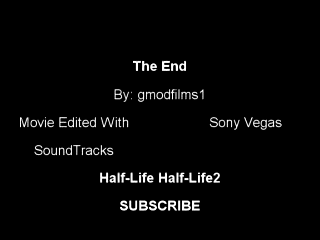 The End
By: gmodfilms1
Movie Edited With Sony Vegas
SoundTracks
Half-Life Half-Life2
SUBSCRIBE